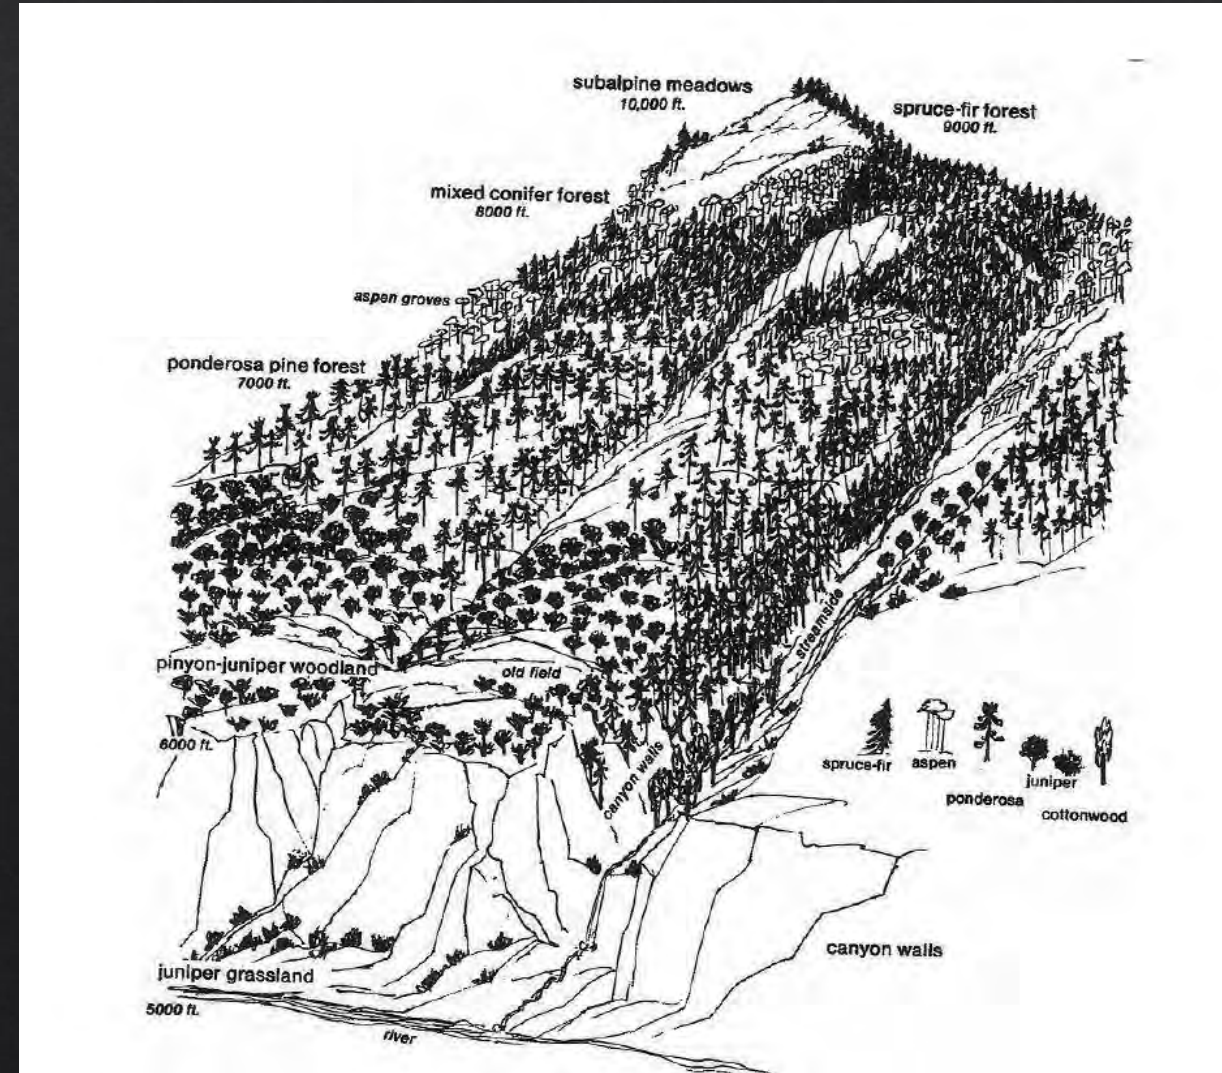 subalpine meadows
10,000 ft.
spruce-fir forest
9000 ft.
mixed conifer forest
8000 ft.
aspen groves
ponderosa pine forest
7000 ft.
pinyon-juniper woodland
old field
streamside
6000 ft.
canyon walls
spruce-fir
aspen
ponderosa
juniper
cottonwood
canyon walls
juniper grassland
5000 ft.
river